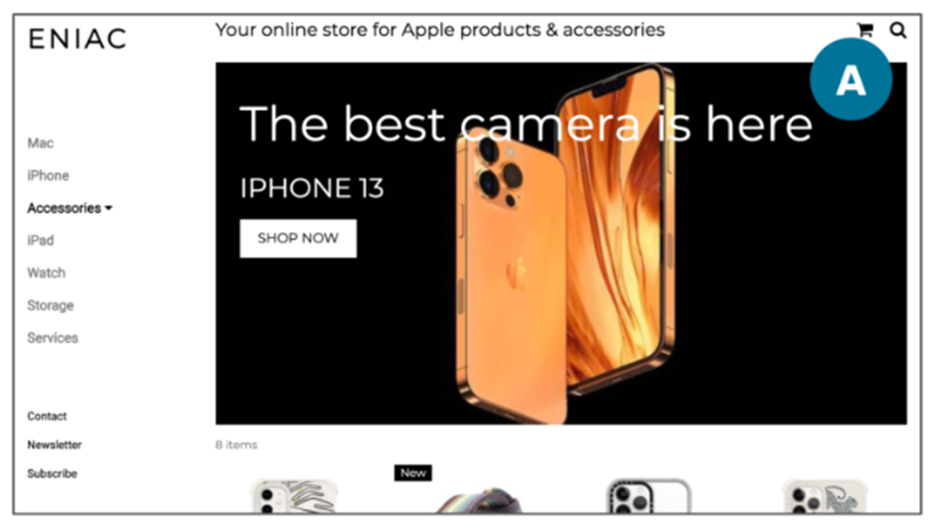 ENIAC
Your online store for Apple products & accessories
A
Mac
iPhone
Accessories
iPad
Watch
Storage
Services
Contact
Newsletter
Subscribe
The best camera is here
IPHONE 13
SHOP NOW
8 items
New